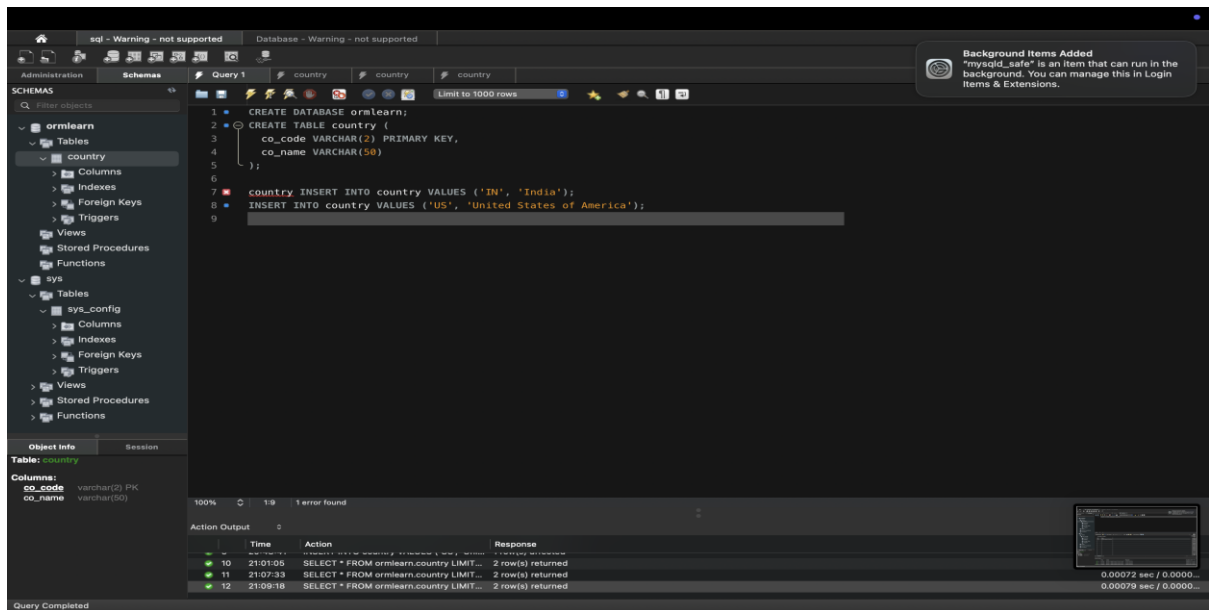 sql - Warning - not supported
Database - Warning - not supported
Background Items Added
“mysqld_safe” is an item that can run in the
background. You can manage this in Login
Items & Extensions.
Administration
Schemas
Query 1
country
country
country
SCHEMAS
Filter objects
Limit to 1000 rows
ormlearn
Tables
country
Columns
Indexes
Foreign Keys
Triggers
Views
Stored Procedures
Functions
sys
Tables
sys_config
Columns
Indexes
Foreign Keys
Triggers
Views
Stored Procedures
Functions
1 CREATE DATABASE ormlearn;
2 CREATE TABLE country (
3 co_code VARCHAR(2) PRIMARY KEY,
4 co_name VARCHAR(50)
5 );
6
7 country INSERT INTO country VALUES ('IN', 'India');
8 INSERT INTO country VALUES ('US', 'United States of America');
9
Object Info
Session
Table: country
Columns:
co_code varchar(2) PK
co_name varchar(50)
100%
1:9
1 error found
Action Output
Time Action Response
10 21:01:05 SELECT * FROM ormlearn.country LIMIT... 2 row(s) returned
11 21:07:33 SELECT * FROM ormlearn.country LIMIT... 2 row(s) returned 0.00072 sec / 0.0000...
12 21:09:18 SELECT * FROM ormlearn.country LIMIT... 2 row(s) returned 0.00079 sec / 0.0000...
Query Completed